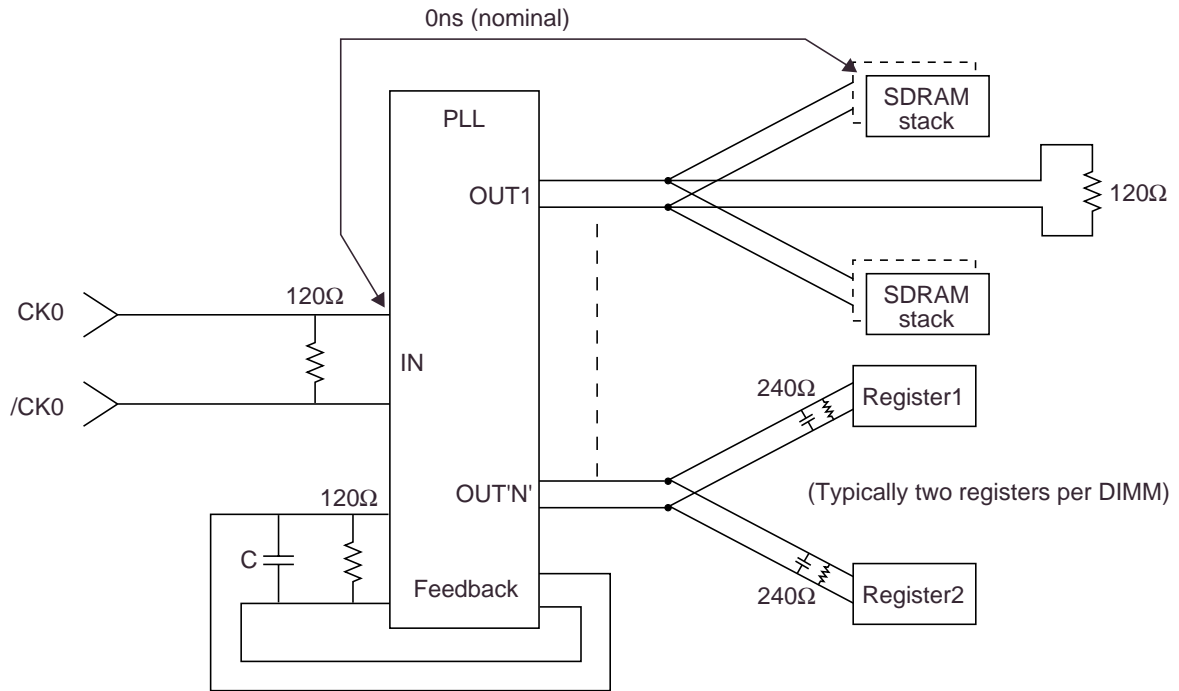 0ns (nominal)
PLL
SDRAM
stack
OUT1
120Ω
SDRAM
stack
CK0
120Ω
IN
/CK0
240Ω
Register1
120Ω
OUT'N'
(Typically two registers per DIMM)
C
Feedback
240Ω
Register2